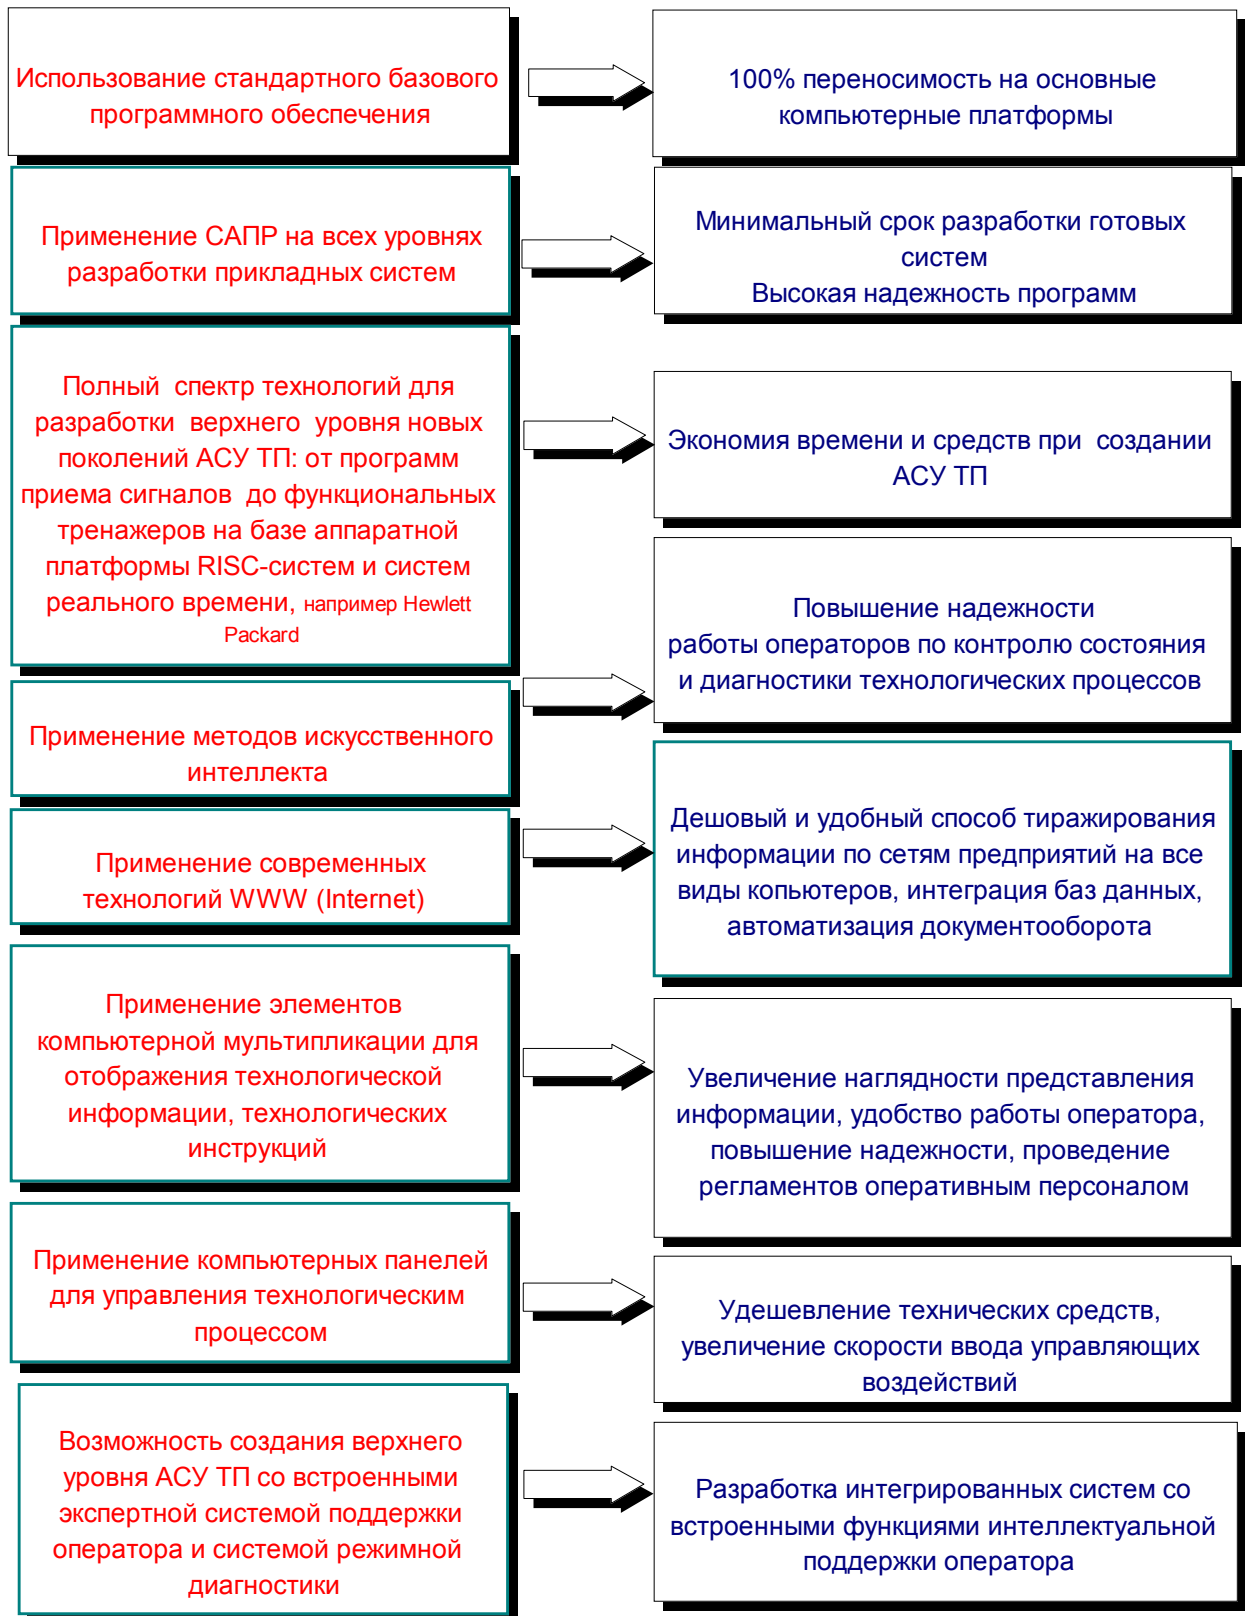 Использование стандартного базового
программного обеспечения
100% переносимость на основные
компьютерные платформы
Применение САПР на всех уровнях
разработки прикладных систем
Минимальный срок разработки готовых
систем
Высокая надежность программ
Полный спектр технологий для
разработки верхнего уровня новых
поколений АСУ ТП: от программ
приема сигналов до функциональных
тренажеров на базе аппаратной
платформы RISC-систем и систем
реального времени, например Hewlett
Packard
Экономия времени и средств при создании
АСУ ТП
Применение методов искусственного
интеллекта
Повышение надежности
работы операторов по контролю состояния
и диагностики технологических процессов
Применение современных
технологий WWW (Internet)
Дешовый и удобный способ тиражирования
информации по сетям предприятий на все
виды копьютеров, интеграция баз данных,
автоматизация документооборота
Применение элементов
компьютерной мультипликации для
отображения технологической
информации, технологических
инструкций
Увеличение наглядности представления
информации, удобство работы оператора,
повышение надежности, проведение
регламентов оперативным персоналом
Применение компьютерных панелей
для управления технологическим
процессом
Удешевление технических средств,
увеличение скорости ввода управляющих
воздействий
Возможность создания верхнего
уровня АСУ ТП со встроенными
экспертной системой поддержки
оператора и системой режимной
диагностики
Разработка интегрированных систем со
встроенными функциями интеллектуальной
поддержки оператора